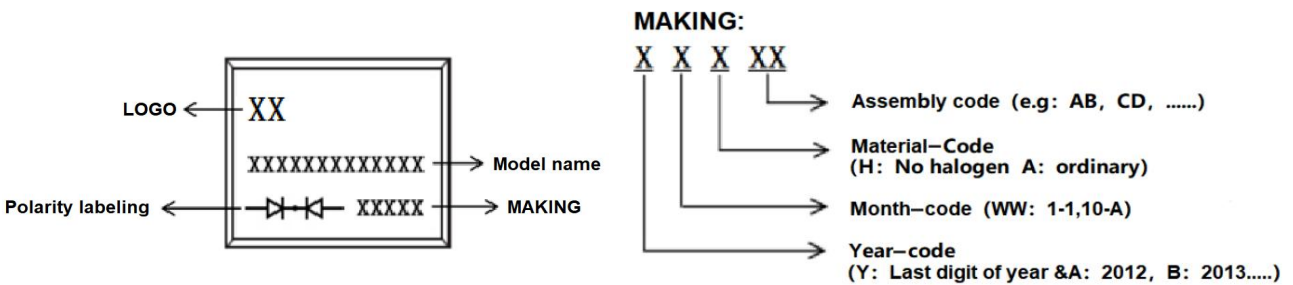 LOGO
XX
XXXXXXXXXXXXX
Model name
Polarity labeling
XXXXX
MAKING
MAKING:
X X X XX
Assembly code (e.g: AB, CD, ......)
Material-Code
(H: No halogen A: ordinary)
Month-code (WW: 1-1,10-A)
Year-code
(Y: Last digit of year &A: 2012, B: 2013.....)